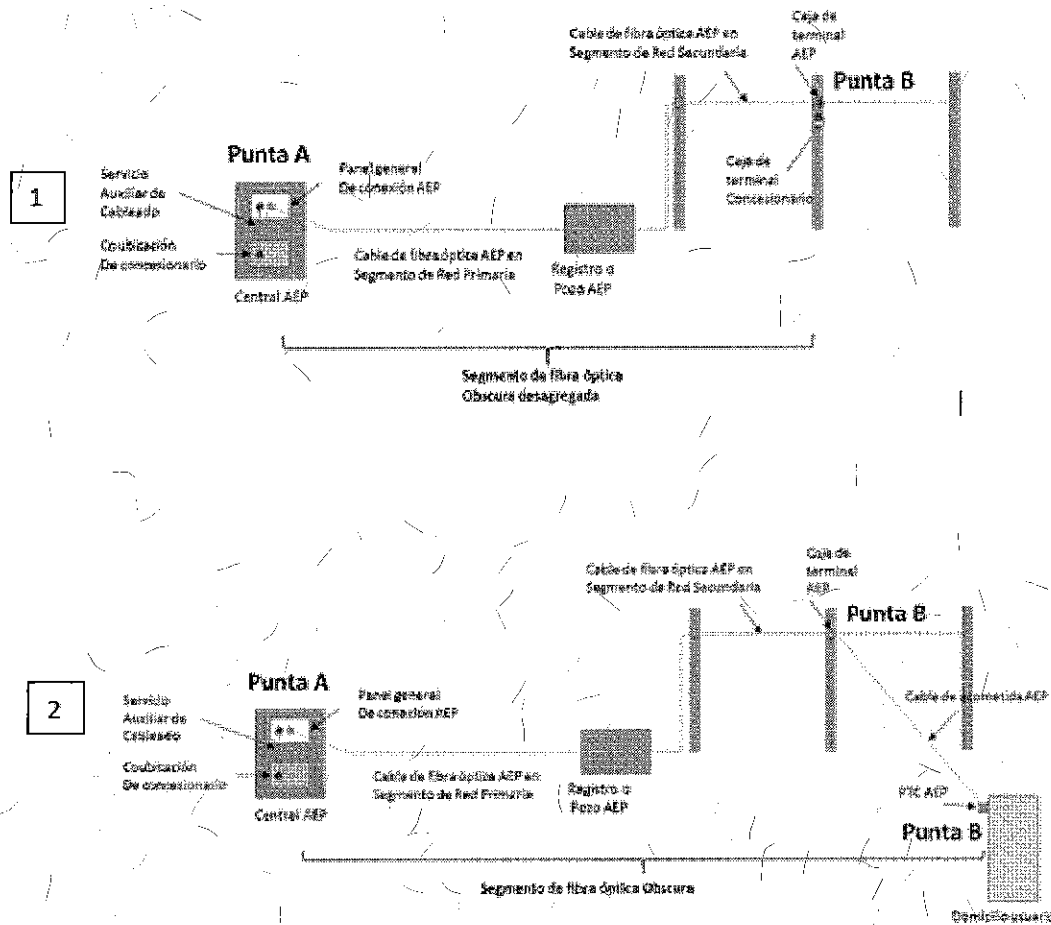 Cable de fibra óptica AEP en
Segmento de Red Secundaria
Caja de
terminal
AEP
Punta B
Punta A
1
Servicio
Auxiliar de
Cableado
Panel general
De conexión AEP
Caja de
terminal
Concesionario
Coubicación
De concesionario
Cable de fibra óptica AEP en
Segmento de Red Primaria
Registro o
Pozo AEP
Central AEP
Segmento de fibra óptica
Obscura desagregada
Cable de fibra óptica AEP en
Segmento de Red Secundaria
Caja de
terminal
AEP
Punta B
Punta A
2
Servicio
Auxiliar de
Cableado
Panel general
De conexión AEP
Cable de acometida AEP
Coubicación
De concesionario
Cable de fibra óptica AEP en
Segmento de Red Primaria
Registro o
Pozo AEP
PTC AEP
Central AEP
Punta B
Segmento de fibra óptica Obscura
Domicilio usuario